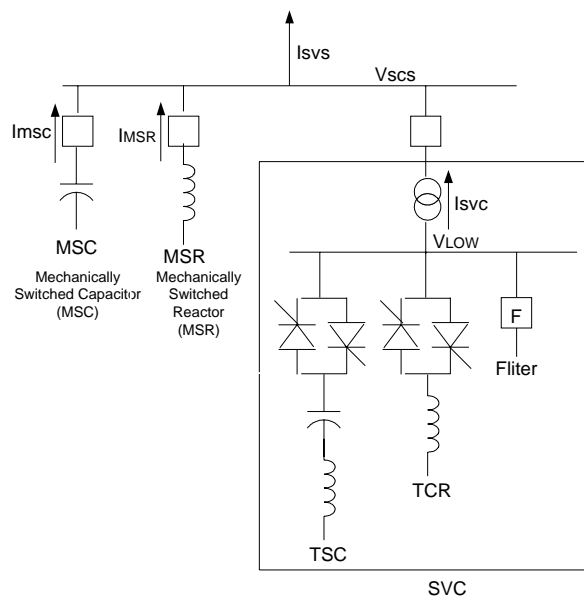 Isvs
Vscs
Imsc
IMSR
Isvc
MSC
Mechanically
Switched Capacitor
(MSC)
MSR
Mechanically
Switched
Reactor
(MSR)
VLOW
F
Fliter
TCR
TSC
SVC